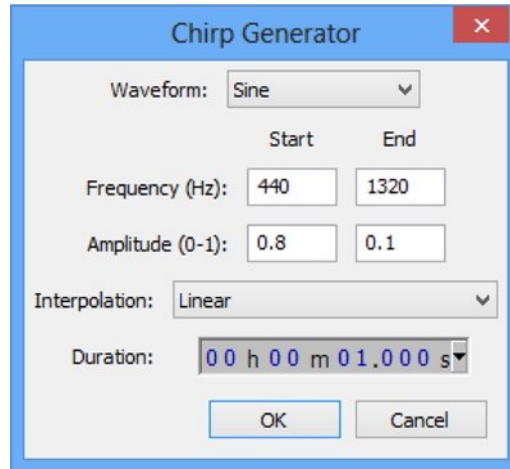 Chirp Generator
Waveform: Sine
Start End
Frequency (Hz): 440 1320
Amplitude (0-1): 0.8 0.1
Interpolation: Linear
Duration: 00 h 00 m 01.000 s
OK Cancel